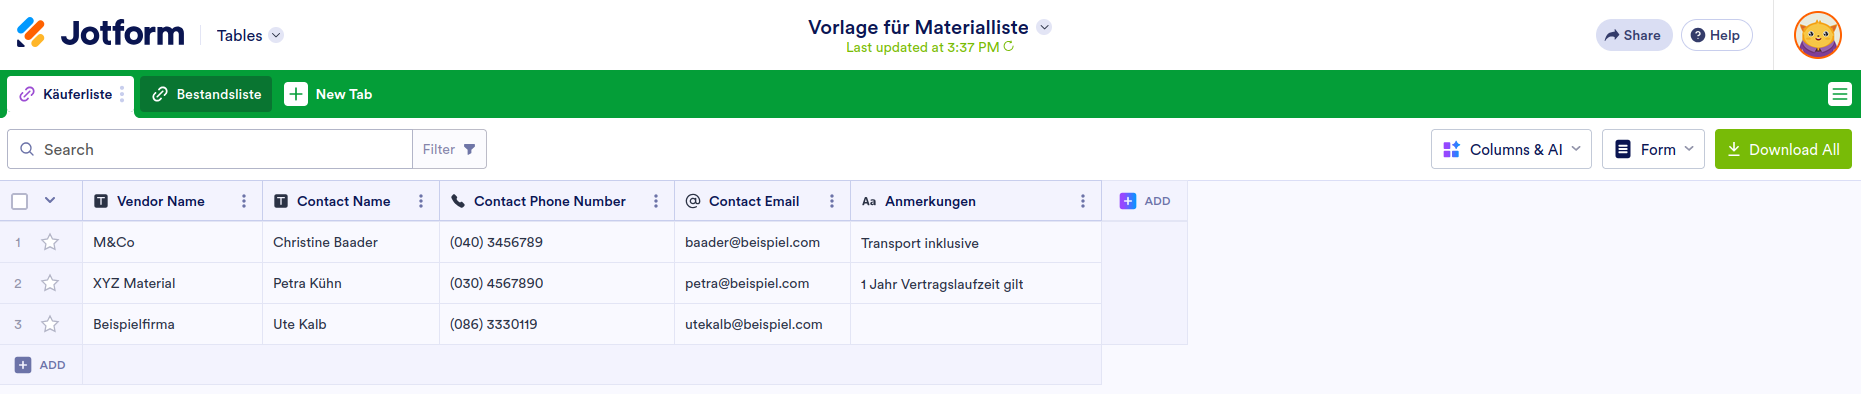 Jotform Tables Vorlage für Materialliste Share Help
Last updated at 3:37 PM
Käuferliste Bestandsliste New Tab
Search Filter Columns & AI Form Download All
Vendor Name Contact Name Contact Phone Number Contact Email Aa Anmerkungen ADD
1 M&Co Christine Baader (040) 3456789 baader@beispiel.com Transport inklusive
2 XYZ Material Petra Kühn (030) 4567890 petra@beispiel.com 1 Jahr Vertragslaufzeit gilt
3 Beispielfirma Ute Kalb (086) 3330119 utekalb@beispiel.com
ADD